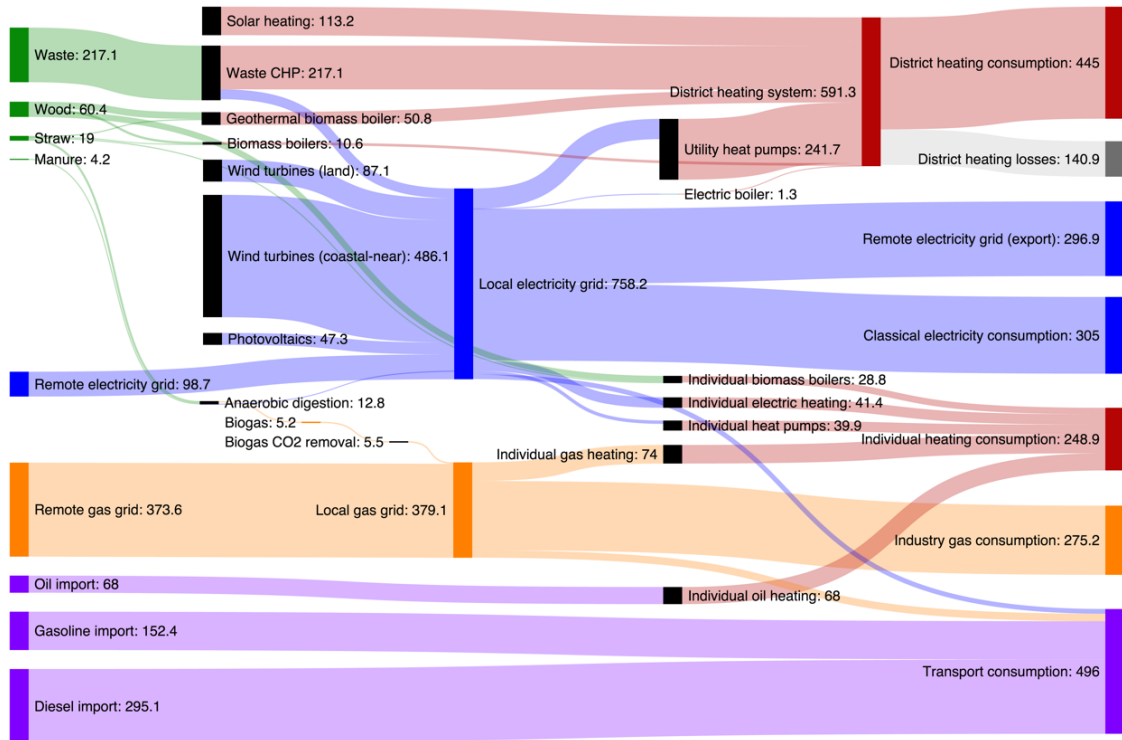 Solar heating: 113.2
Waste: 217.1
District heating consumption: 445
Waste CHP: 217.1
District heating system: 591.3
Wood: 60.4
Geothermal biomass boiler: 50.8
Straw: 19
Biomass boilers: 10.6
Utility heat pumps: 241.7
Manure: 4.2
District heating losses: 140.9
Wind turbines (land): 87.1
Electric boiler: 1.3
Remote electricity grid (export): 296.9
Wind turbines (coastal-near): 486.1
Local electricity grid: 758.2
Photovoltaics: 47.3
Classical electricity consumption: 305
Remote electricity grid: 98.7
Individual biomass boilers: 28.8
Anaerobic digestion: 12.8
Individual electric heating: 41.4
Biogas: 5.2
Individual heat pumps: 39.9
Biogas CO2 removal: 5.5
Individual heating consumption: 248.9
Individual gas heating: 74
Remote gas grid: 373.6
Local gas grid: 379.1
Industry gas consumption: 275.2
Oil import: 68
Individual oil heating: 68
Gasoline import: 152.4
Transport consumption: 496
Diesel import: 295.1